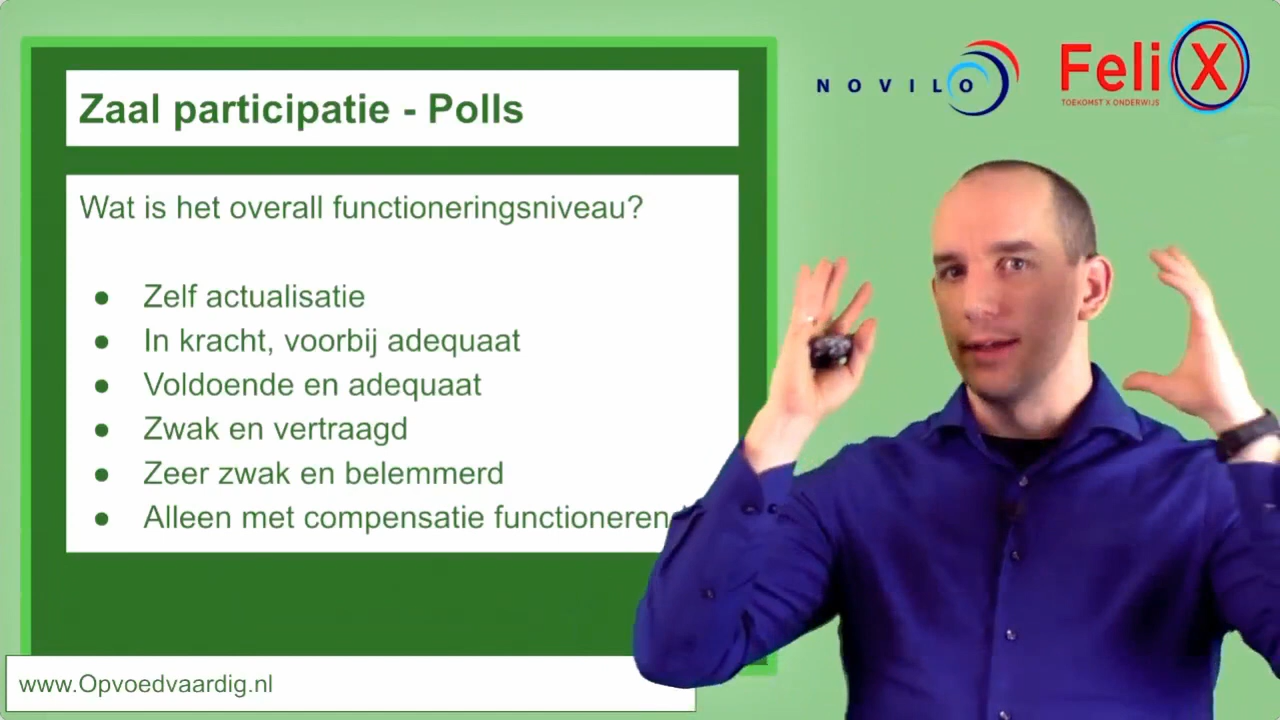 Zaal participatie - Polls
NOVILO
FeliX
TOEKOMST X ONDERWIJS
Wat is het overall functioneringsniveau?
● Zelf actualisatie
● In kracht, voorbij adequaat
● Voldoende en adequaat
● Zwak en vertraagd
● Zeer zwak en belemmerd
● Alleen met compensatie functionerend
www.Opvoedvaardig.nl